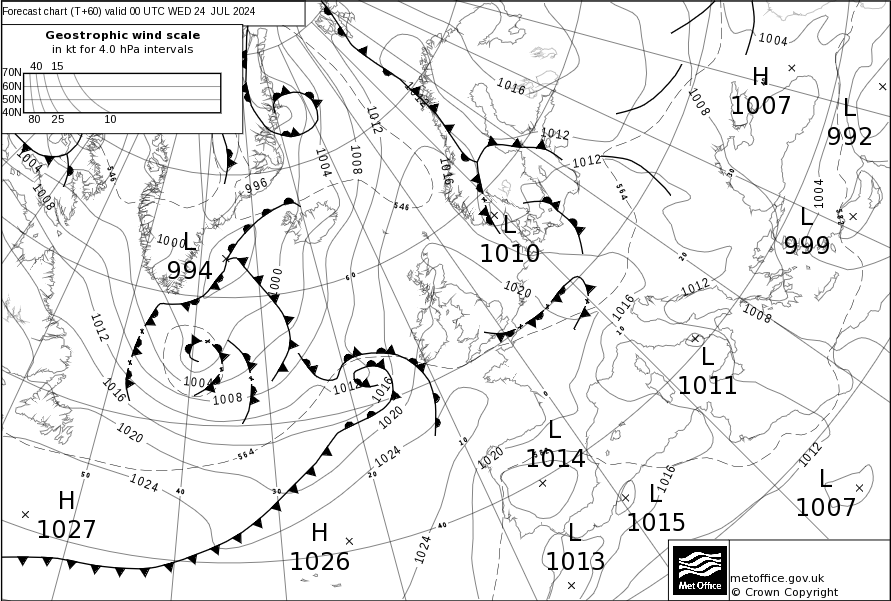 Forecast chart (T+60) valid 00 UTC WED 24 JUL 2024
Geostrophic wind scale
in kt for 4.0 hPa intervals
40 15
70N
60N
50N
40N
80 25 10
1004
H
1007
L
992
1016
1012
1008
1012
1012
1004
1008
1016
1004
1008
546
996
546
564
1004
L
999
1000
L
994
L
1010
1000
60
1020
1016
1012
1008
20
10
1012
L
1011
1016
1004
1008
1012
1016
1020
0
1020
564
1024
1024
10
1020
L
1014
1012
50
40
30
20
1024
40
1016
H
1027
H
1026
L
1015
L
1013
L
1007
Met Office
metoffice.gov.uk
© Crown Copyright